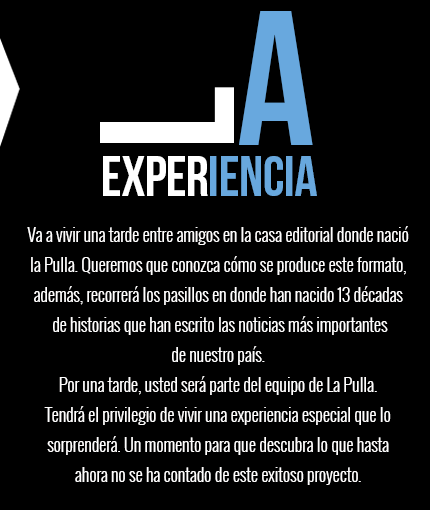 LA
EXPERIENCIA
Va a vivir una tarde entre amigos en la casa editorial donde nació
la Pulla. Queremos que conozca cómo se produce este formato,
además, recorrerá los pasillos en donde han nacido 13 décadas
de historias que han escrito las noticias más importantes
de nuestro país.
Por una tarde, usted será parte del equipo de La Pulla.
Tendrá el privilegio de vivir una experiencia especial que lo
sorprenderá. Un momento para que descubra lo que hasta
ahora no se ha contado de este exitoso proyecto.